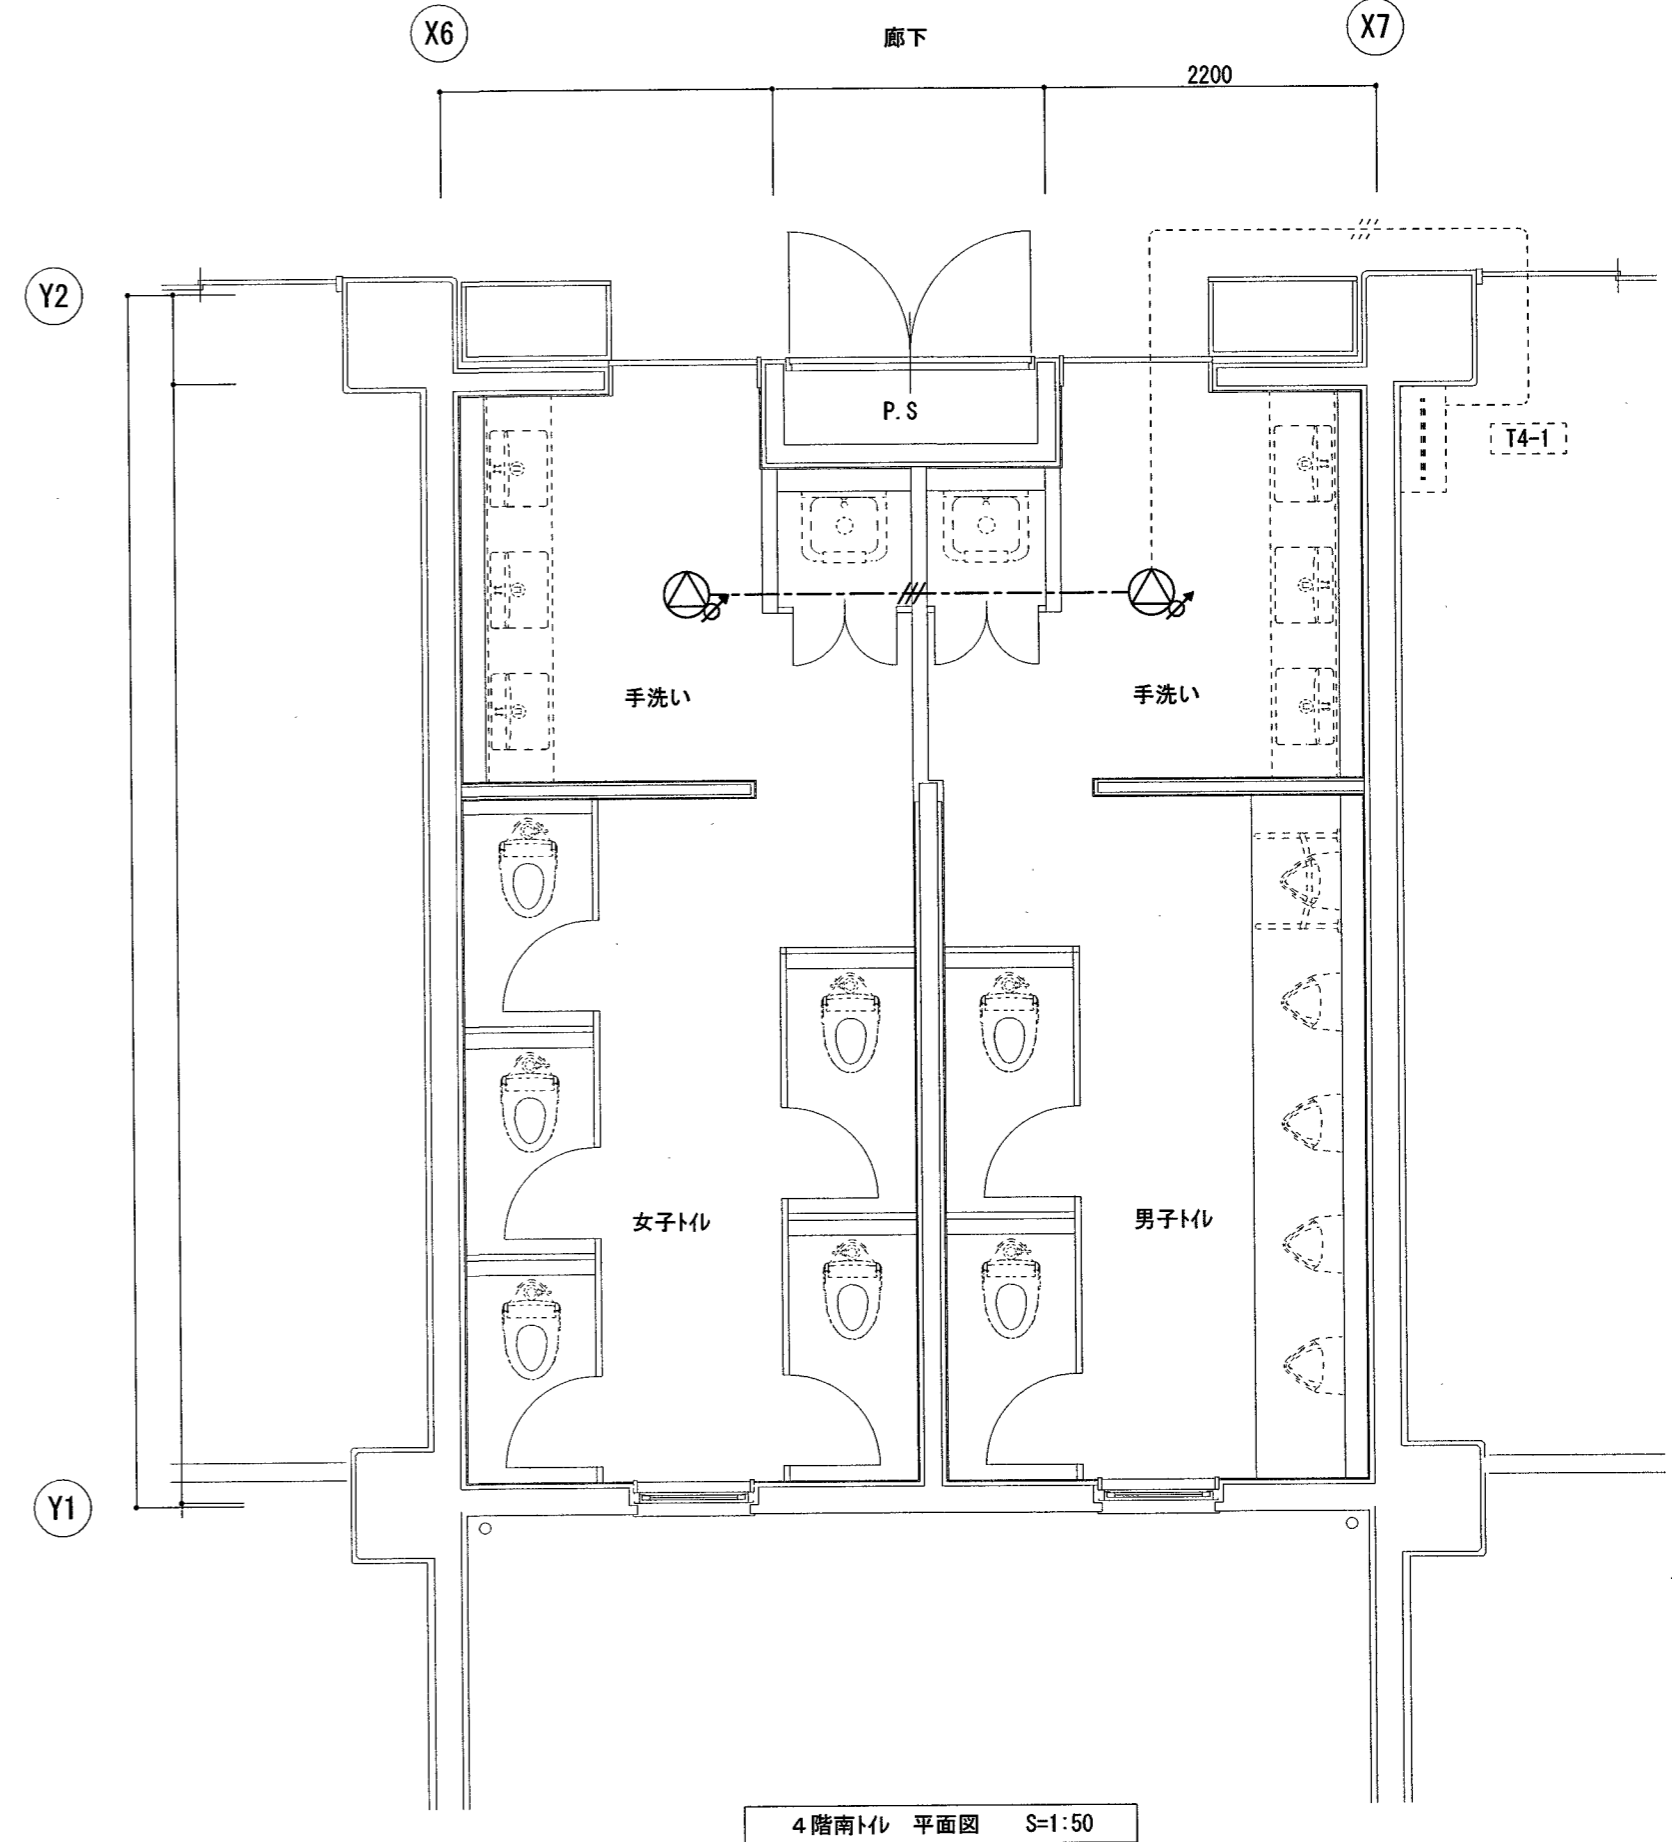 X6
廊下
X7
2200
Y2
P.S
T4-1
手洗い
手洗い
女子ﾄｲﾚ
男子ﾄｲﾚ
Y1
4階南ﾄｲﾚ 平面図 S=1:50